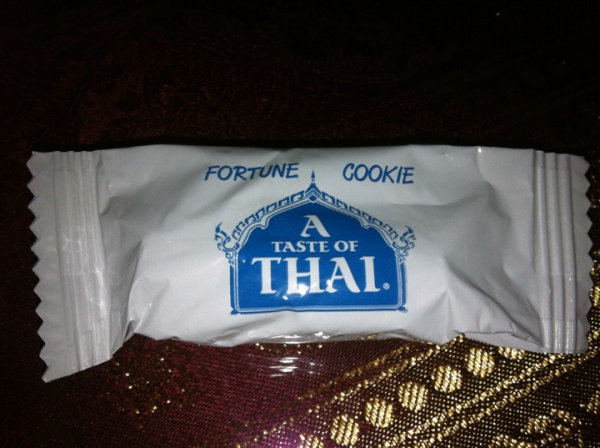 FORTUNE COOKIE
A
TASTE OF
THAI®